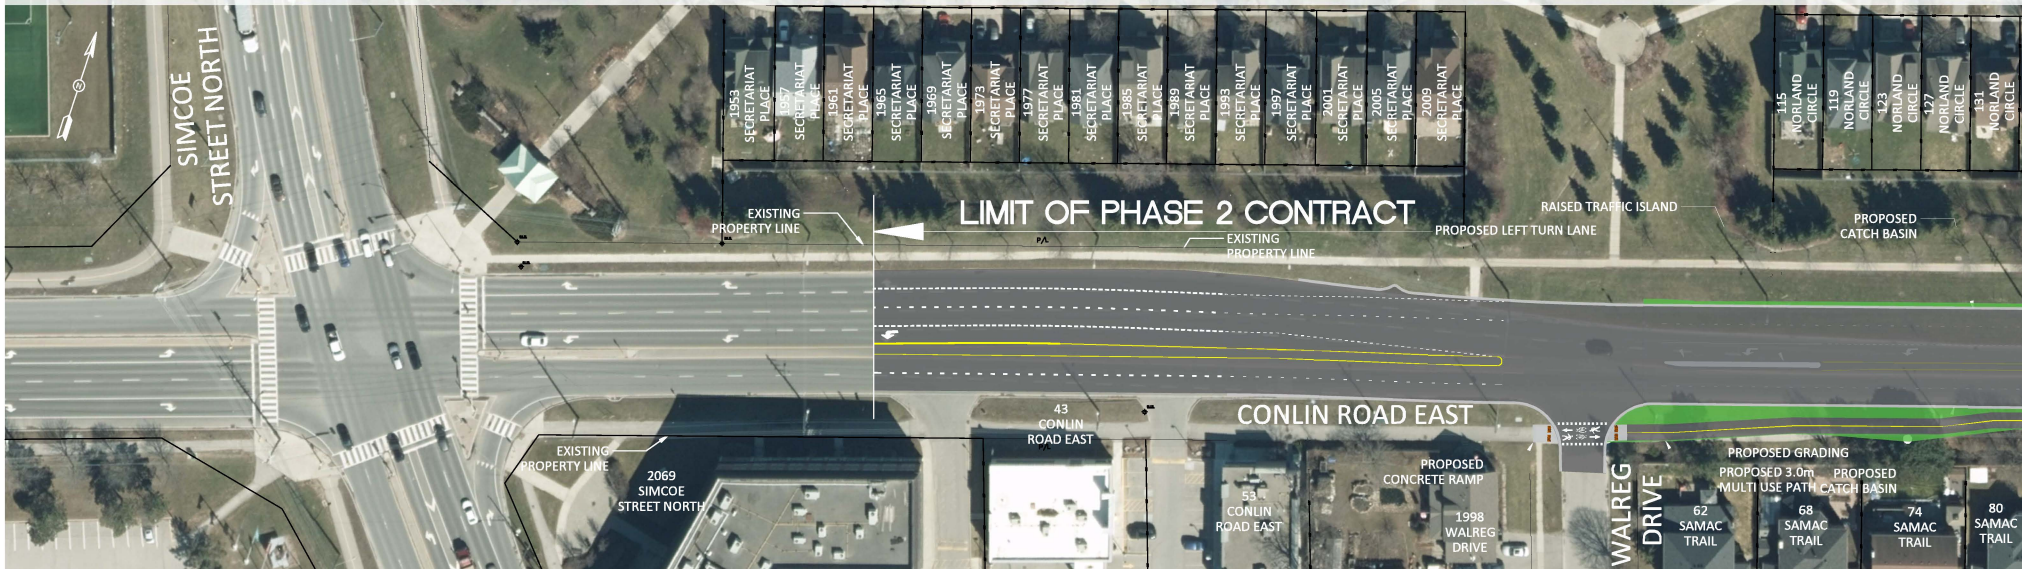 SIMCOE
STREET NORTH
N
1953
SECRETARIAT
PLACE
1957
SECRETARIAT
PLACE
1961
SECRETARIAT
PLACE
1965
SECRETARIAT
PLACE
1969
SECRETARIAT
PLACE
1973
SECRETARIAT
PLACE
1977
SECRETARIAT
PLACE
1981
SECRETARIAT
PLACE
1985
SECRETARIAT
PLACE
1989
SECRETARIAT
PLACE
1993
SECRETARIAT
PLACE
1997
SECRETARIAT
PLACE
2001
SECRETARIAT
PLACE
2005
SECRETARIAT
PLACE
2009
SECRETARIAT
PLACE
115
NORLAND
CIRCLE
119
NORLAND
CIRCLE
123
NORLAND
CIRCLE
127
NORLAND
CIRCLE
131
NORLAND
CIRCLE
EXISTING
PROPERTY LINE
LIMIT OF PHASE 2 CONTRACT
P/L
EXISTING
PROPERTY LINE
PROPOSED LEFT TURN LANE
RAISED TRAFFIC ISLAND
PROPOSED
CATCH BASIN
43
CONLIN
ROAD EAST
P/L
CONLIN ROAD EAST
EXISTING
PROPERTY LINE
2069
SIMCOE
STREET NORTH
53
CONLIN
ROAD EAST
PROPOSED
CONCRETE RAMP
1998
WALREG
DRIVE
WALREG
DRIVE
PROPOSED GRADING
PROPOSED 3.0m
MULTI USE PATH
PROPOSED
CATCH BASIN
62
SAMAC
TRAIL
68
SAMAC
TRAIL
74
SAMAC
TRAIL
80
SAMAC
TRAIL